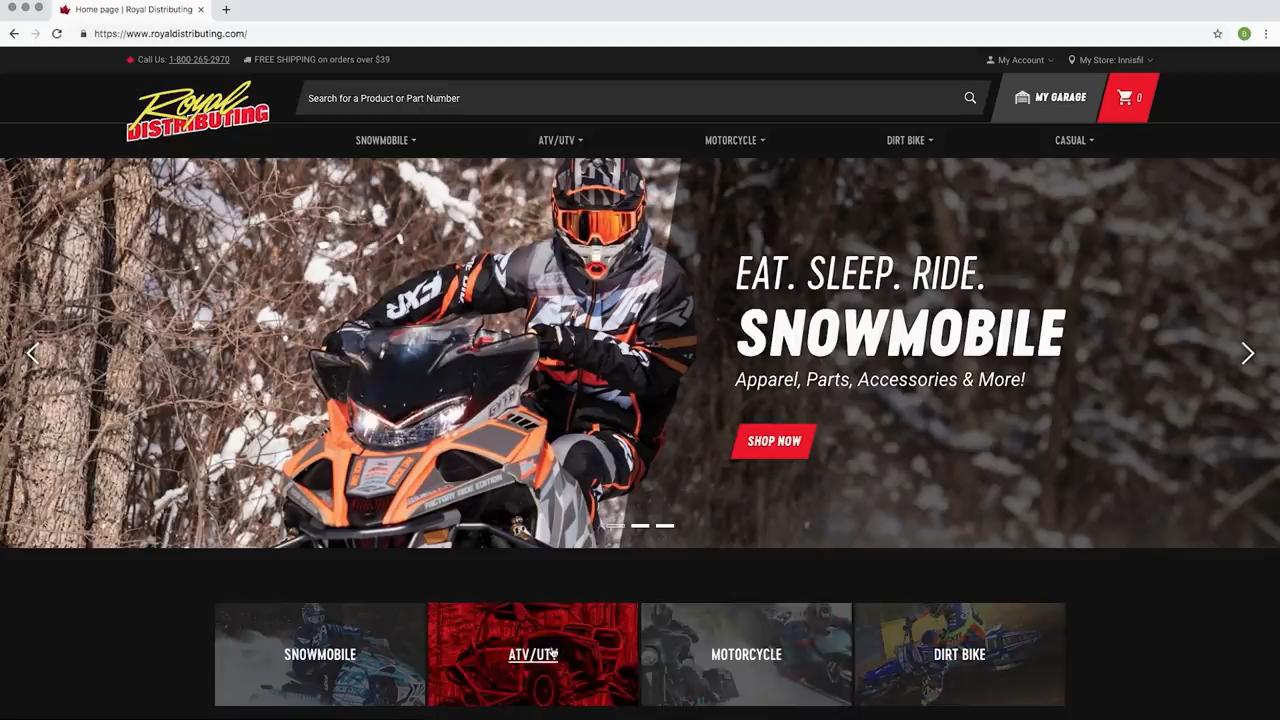 Home page | Royal Distributing
https://www.royaldistributing.com/
Call Us: 1-800-265-2970
FREE SHIPPING on orders over $39
My Account
My Store: Innisfil
Royal
DISTRIBUTING
Search for a Product or Part Number
MY GARAGE
0
SNOWMOBILE
ATV/UTV
MOTORCYCLE
DIRT BIKE
CASUAL
FXR
EAT. SLEEP. RIDE.
SNOWMOBILE
Apparel, Parts, Accessories & More!
SHOP NOW
FACTORY RIDE EDITION
SNOWMOBILE
ATV/UTV
MOTORCYCLE
DIRT BIKE